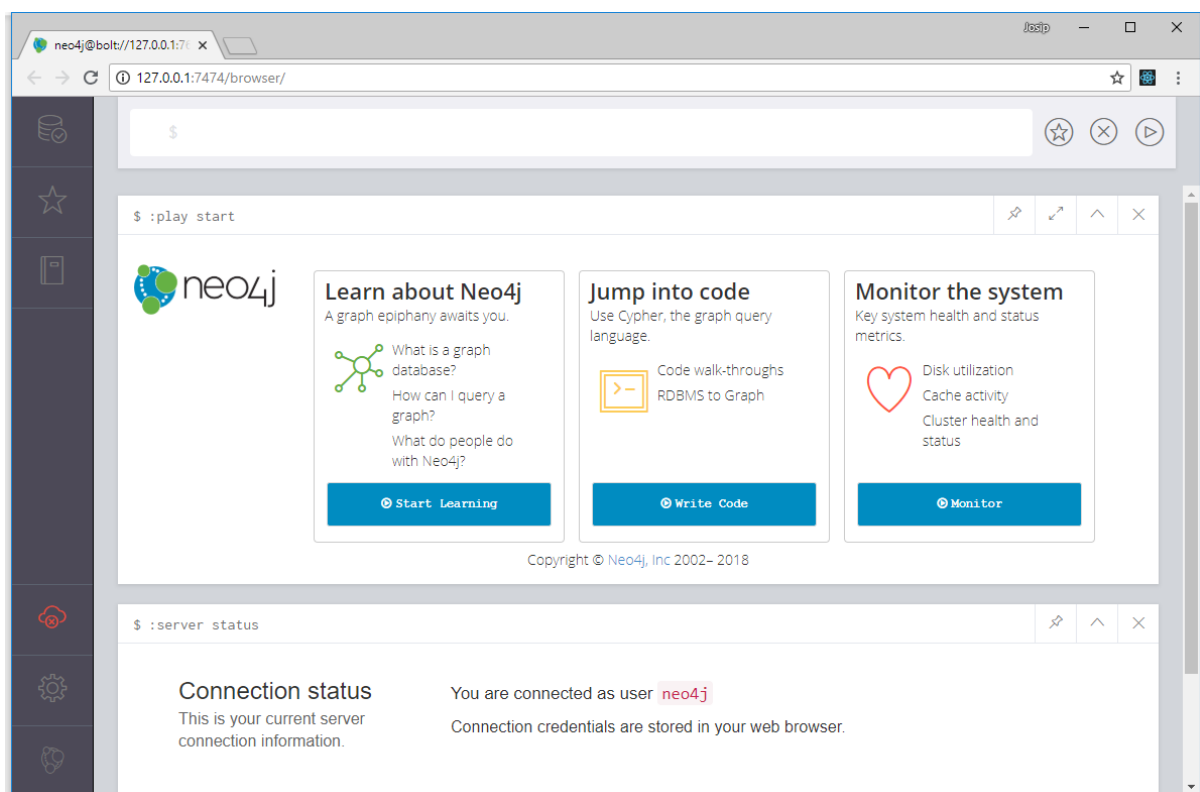 Josip
neo4j@bolt://127.0.0.1:76
127.0.0.1:7474/browser/
$
$ :play start
neo4j
Learn about Neo4j
A graph epiphany awaits you.
What is a graph
database?
How can I query a
graph?
What do people do
with Neo4j?
Start Learning
Jump into code
Use Cypher, the graph query
language.
Code walk-throughs
RDBMS to Graph
Write Code
Monitor the system
Key system health and status
metrics.
Disk utilization
Cache activity
Cluster health and
status
Monitor
Copyright © Neo4j, Inc 2002– 2018
$ :server status
Connection status
This is your current server
connection information.
You are connected as user neo4j
Connection credentials are stored in your web browser.